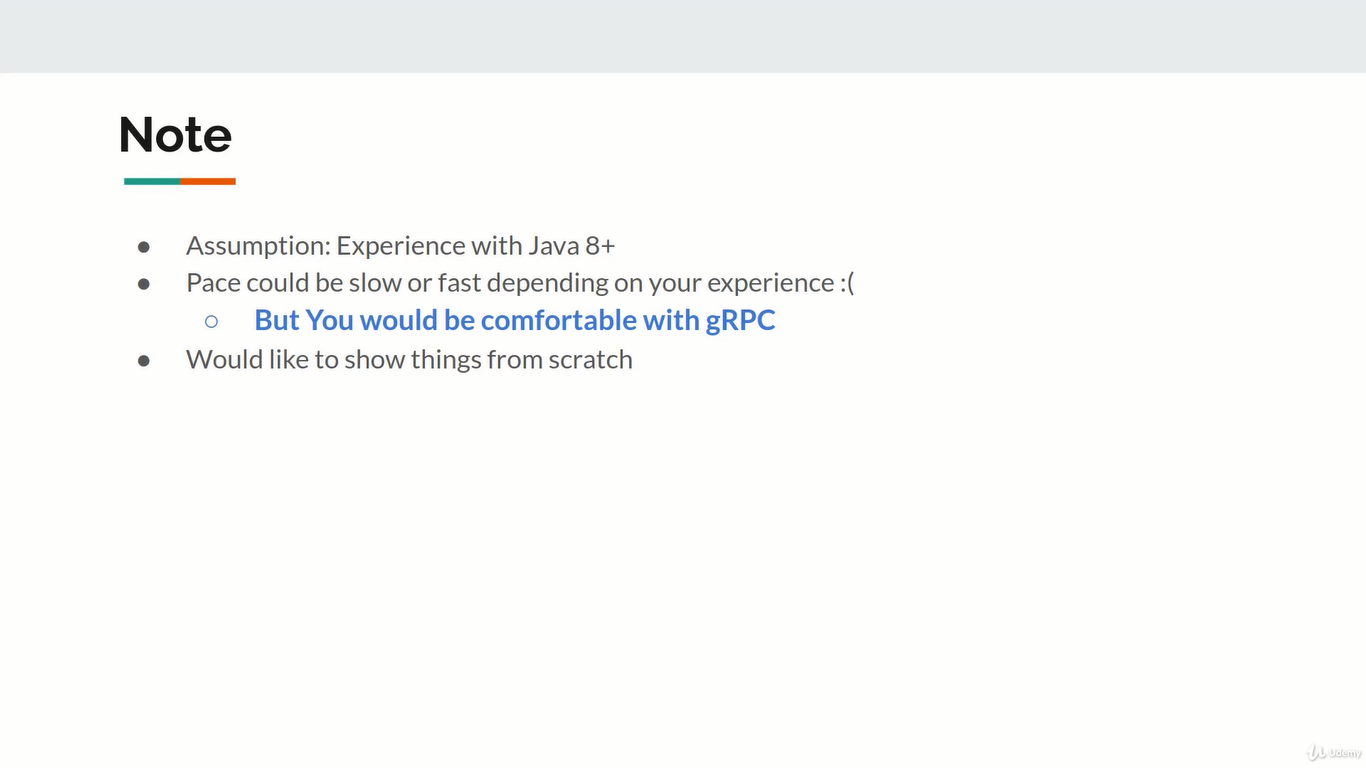 Note
● Assumption: Experience with Java 8+
● Pace could be slow or fast depending on your experience :(
○ But You would be comfortable with gRPC
● Would like to show things from scratch
Udemy